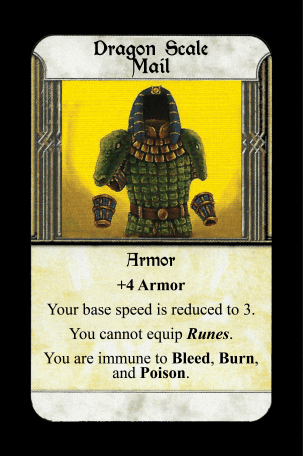 Dragon Scale
Mail
Armor
+4 Armor
Your base speed is reduced to 3.
You cannot equip Runes.
You are immune to Bleed, Burn,
and Poison.